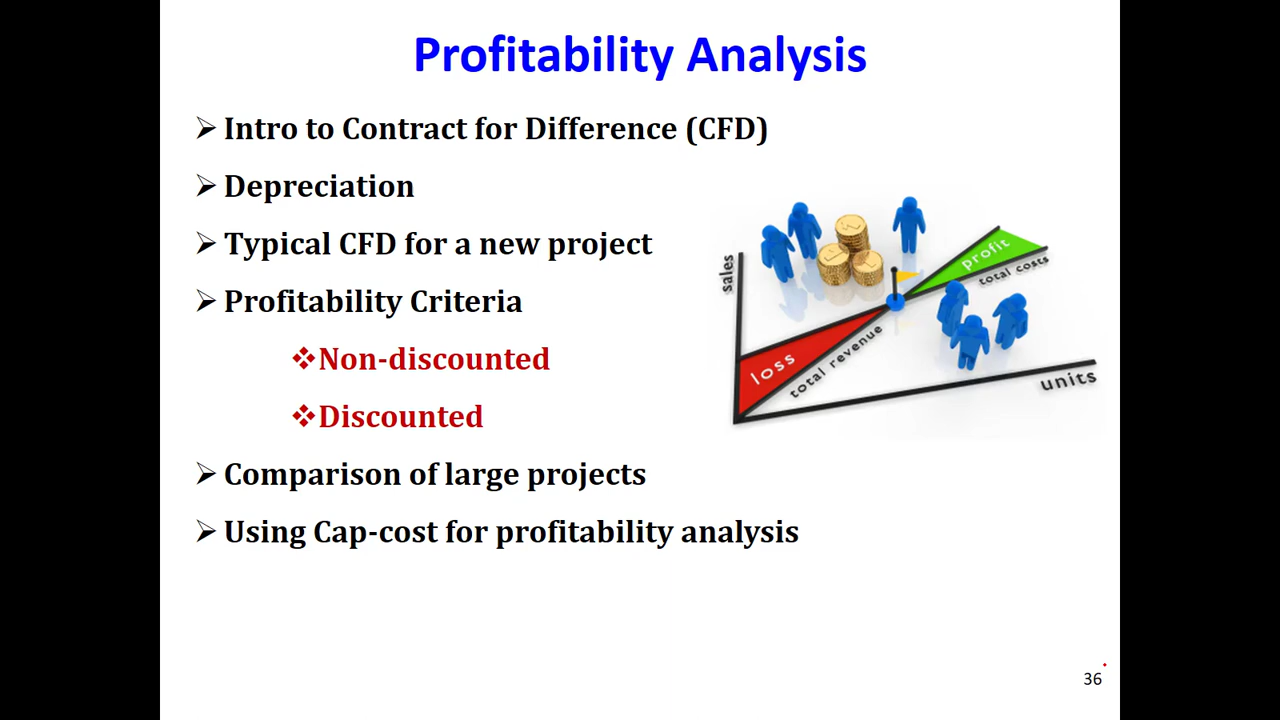 Profitability Analysis
Intro to Contract for Difference (CFD)
Depreciation
Typical CFD for a new project
Profitability Criteria
Non-discounted
Discounted
Comparison of large projects
Using Cap-cost for profitability analysis
sales
profit
total costs
loss
total revenue
units
36